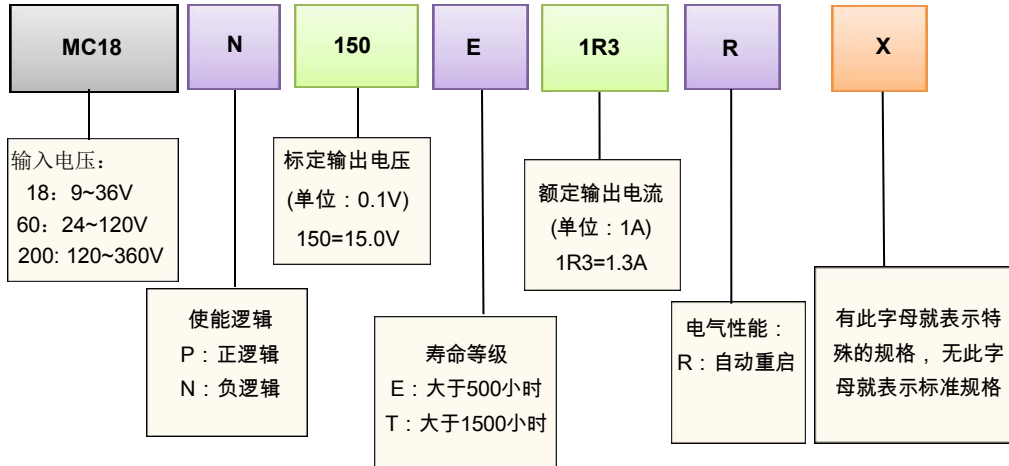 MC18
N
150
E
1R3
R
X
输入电压:
18: 9~36V
60: 24~120V
200: 120~360V
标定输出电压
(单位:0.1V)
150=15.0V
额定输出电流
(单位:1A)
1R3=1.3A
使能逻辑
P:正逻辑
N:负逻辑
寿命等级
E:大于500小时
T:大于1500小时
电气性能:
R:自动重启
有此字母就表示特
殊的规格,无此字
母就表示标准规格